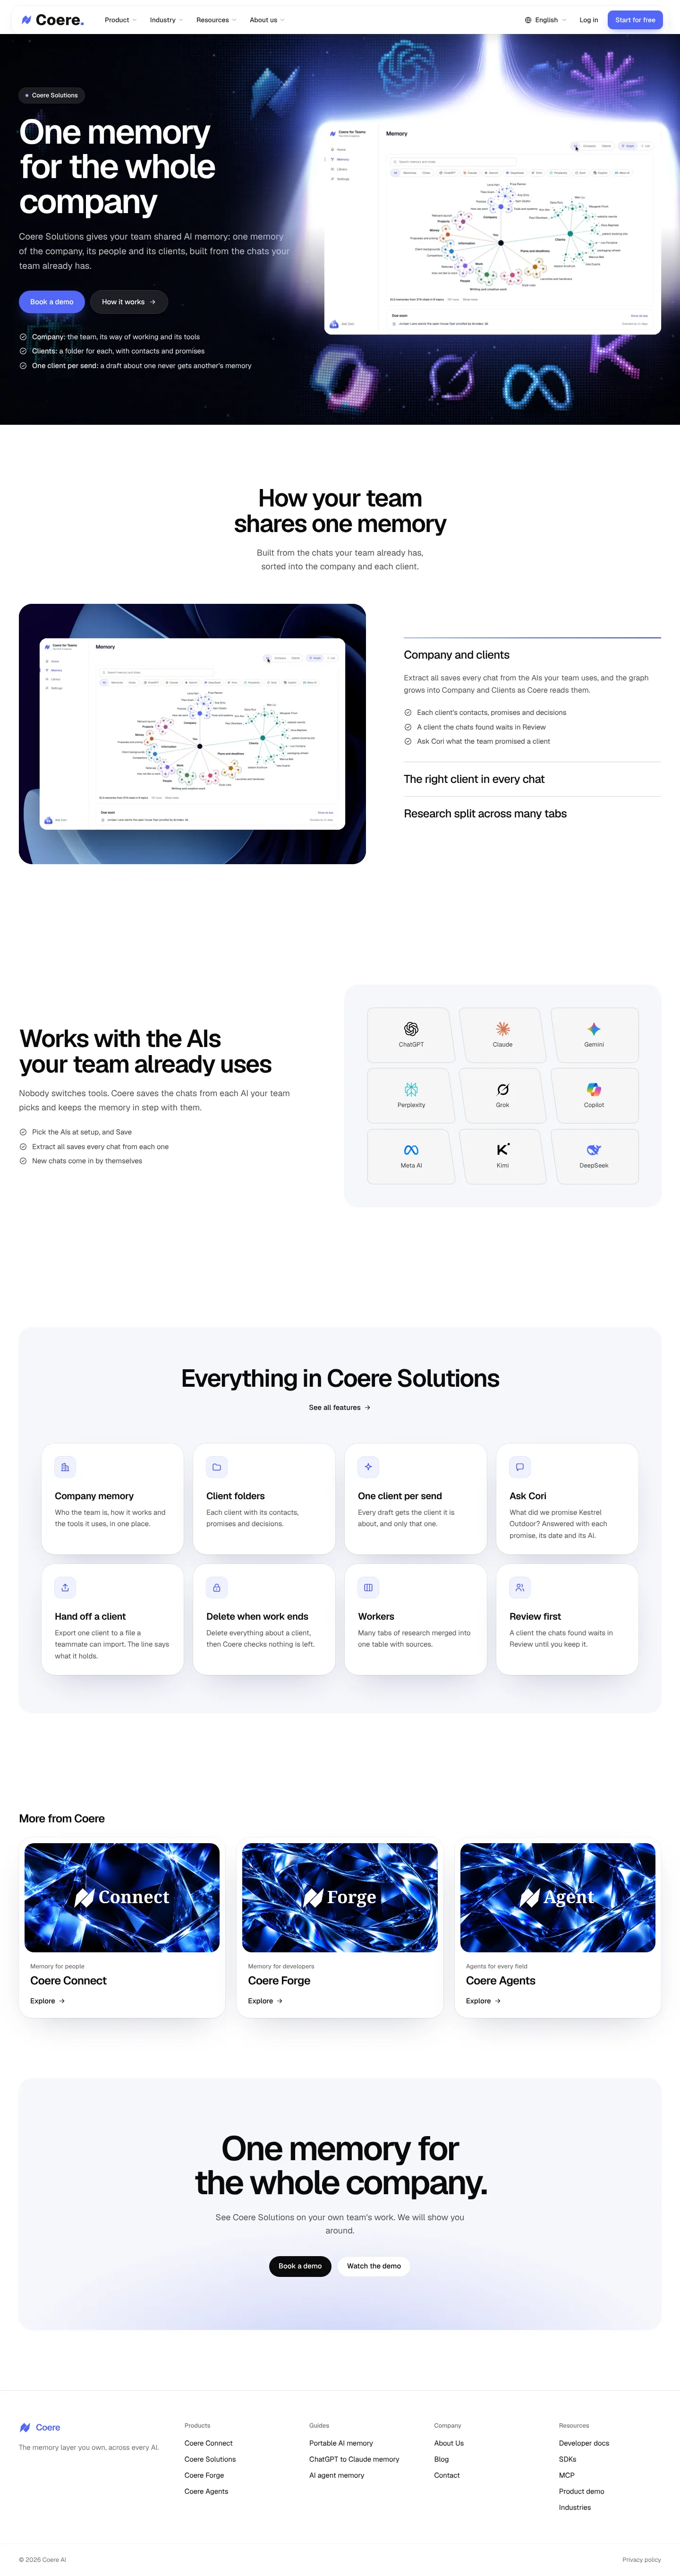 Coere.
Product
Industry
Resources
About us
English
Log in
Start for free
Coere Solutions
One memory
for the whole
company
Coere Solutions gives your team shared AI memory: one memory
of the company, its people and its clients, built from the chats your
team already has.
Book a demo
How it works
Company: the team, its way of working and its tools
Clients: a folder for each, with contacts and promises
One client per send: a draft about one never gets another's memory
Coere for Teams
Memory
Home
Memory
Library
Settings
How your team
shares one memory
Built from the chats your team already has,
sorted into the company and each client.
Coere for Teams
Memory
Home
Memory
Library
Settings
Company and clients
Extract all saves every chat from the AIs your team uses, and the graph
grows into Company and Clients as Coere reads them.
Each client's contacts, promises and decisions
A client the chats found waits in Review
Ask Cori what the team promised a client
The right client in every chat
Research split across many tabs
Works with the AIs
your team already uses
Nobody switches tools. Coere saves the chats from each AI your team
picks and keeps the memory in step with them.
Pick the AIs at setup, and Save
Extract all saves every chat from each one
New chats come in by themselves
ChatGPT
Claude
Gemini
Perplexity
Grok
Copilot
Meta AI
Kimi
DeepSeek
Everything in Coere Solutions
See all features
Company memory
Who the team is, how it works and
the tools it uses, in one place.
Client folders
Each client with its contacts,
promises and decisions.
One client per send
Every draft gets the client it is
about, and only that one.
Ask Cori
What did we promise Kestrel
Outdoor? Answered with each
promise, its date and its AI.
Hand off a client
Export one client to a file a
teammate can import. The line says
what it holds.
Delete when work ends
Delete everything about a client,
then Coere checks nothing is left.
Workers
Many tabs of research merged into
one table with sources.
Review first
A client the chats found waits in
Review until you keep it.
More from Coere
Connect
Memory for people
Coere Connect
Explore
Forge
Memory for developers
Coere Forge
Explore
Agent
Agents for every field
Coere Agents
Explore
One memory for
the whole company.
See Coere Solutions on your own team's work. We will show you
around.
Book a demo
Watch the demo
Coere
The memory layer you own, across every AI.
Products
Coere Connect
Coere Solutions
Coere Forge
Coere Agents
Guides
Portable AI memory
ChatGPT to Claude memory
AI agent memory
Company
About Us
Blog
Contact
Resources
Developer docs
SDKs
MCP
Product demo
Industries
© 2026 Coere AI
Privacy policy